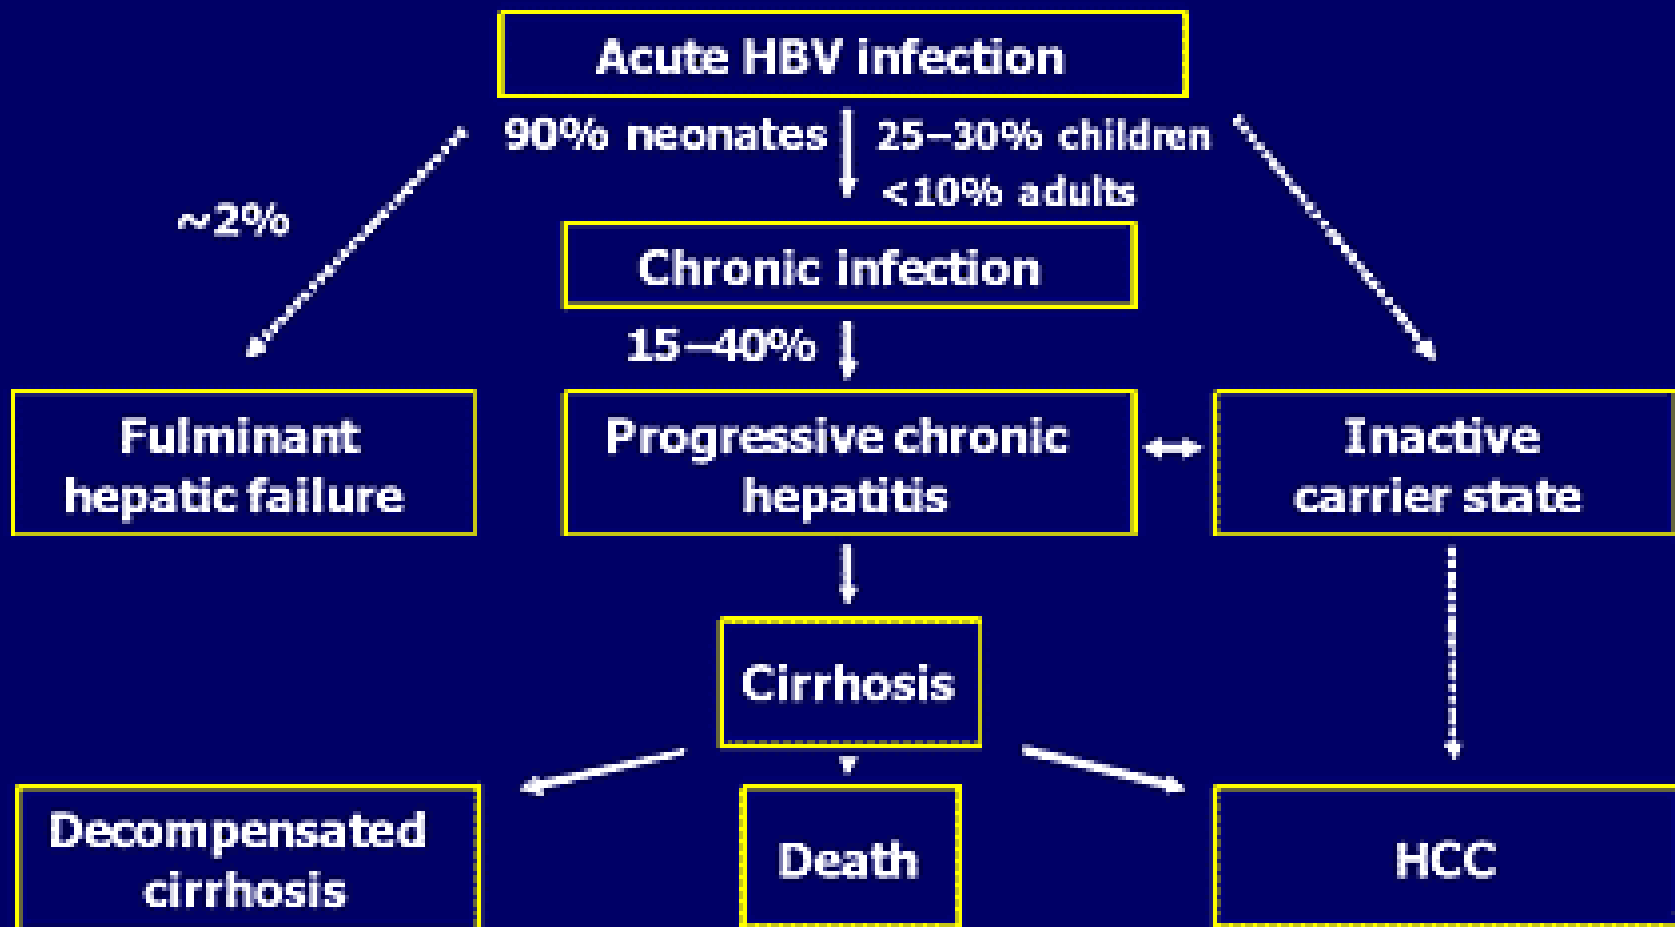 Acute HBV infection
90% neonates
25–30% children
<10% adults
~2%
Chronic infection
15–40%
Fulminant
hepatic failure
Progressive chronic
hepatitis
Inactive
carrier state
Cirrhosis
Decompensated
cirrhosis
Death
HCC